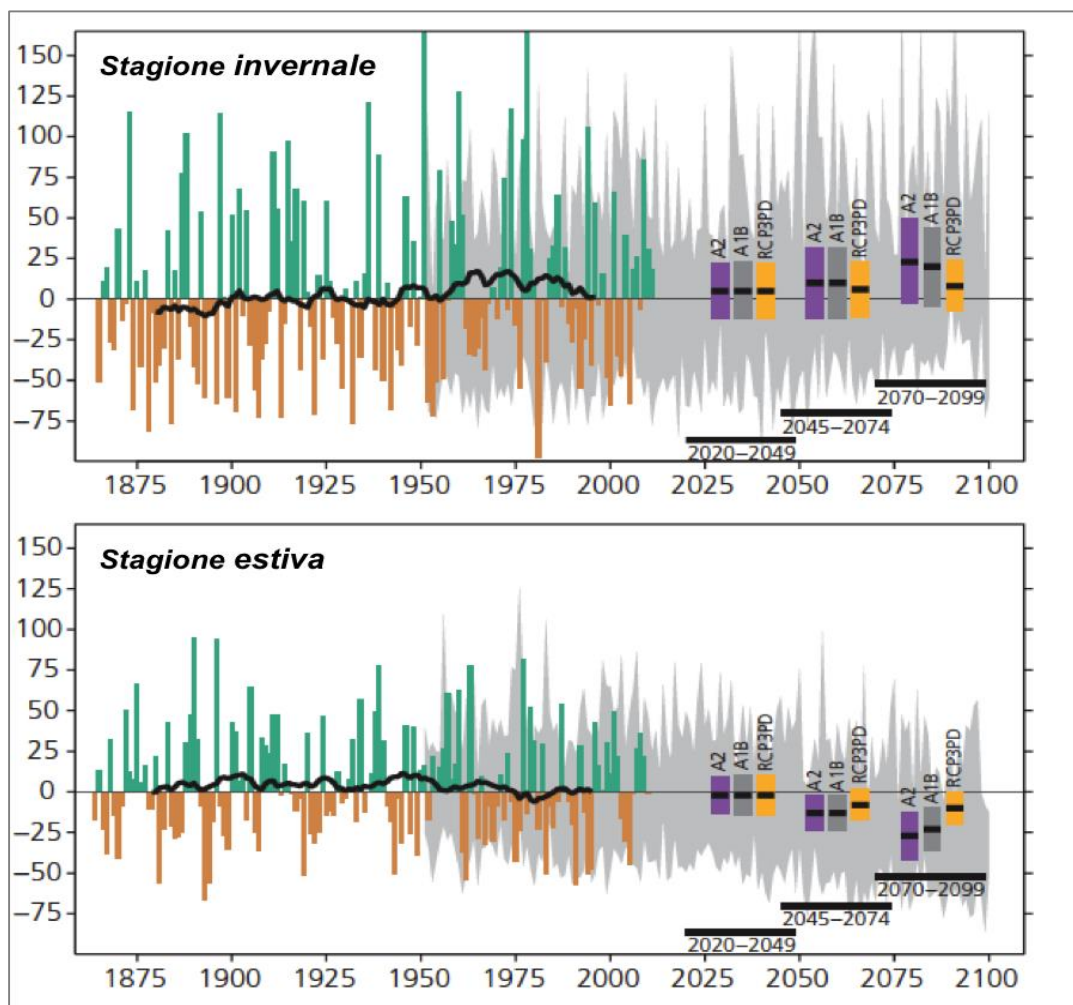 Stagione invernale
150
125
100
75
50
25
0
−25
−50
−75
A2
A1B
RCP3PD
A2
A1B
RCP3PD
A2
A1B
RCP3PD
2070–2099
2045–2074
2020–2049
1875 1900 1925 1950 1975 2000 2025 2050 2075 2100
Stagione estiva
150
125
100
75
50
25
0
−25
−50
−75
A2
A1B
RCP3PD
A2
A1B
RCP3PD
A2
A1B
RCP3PD
2070–2099
2045–2074
2020–2049
1875 1900 1925 1950 1975 2000 2025 2050 2075 2100